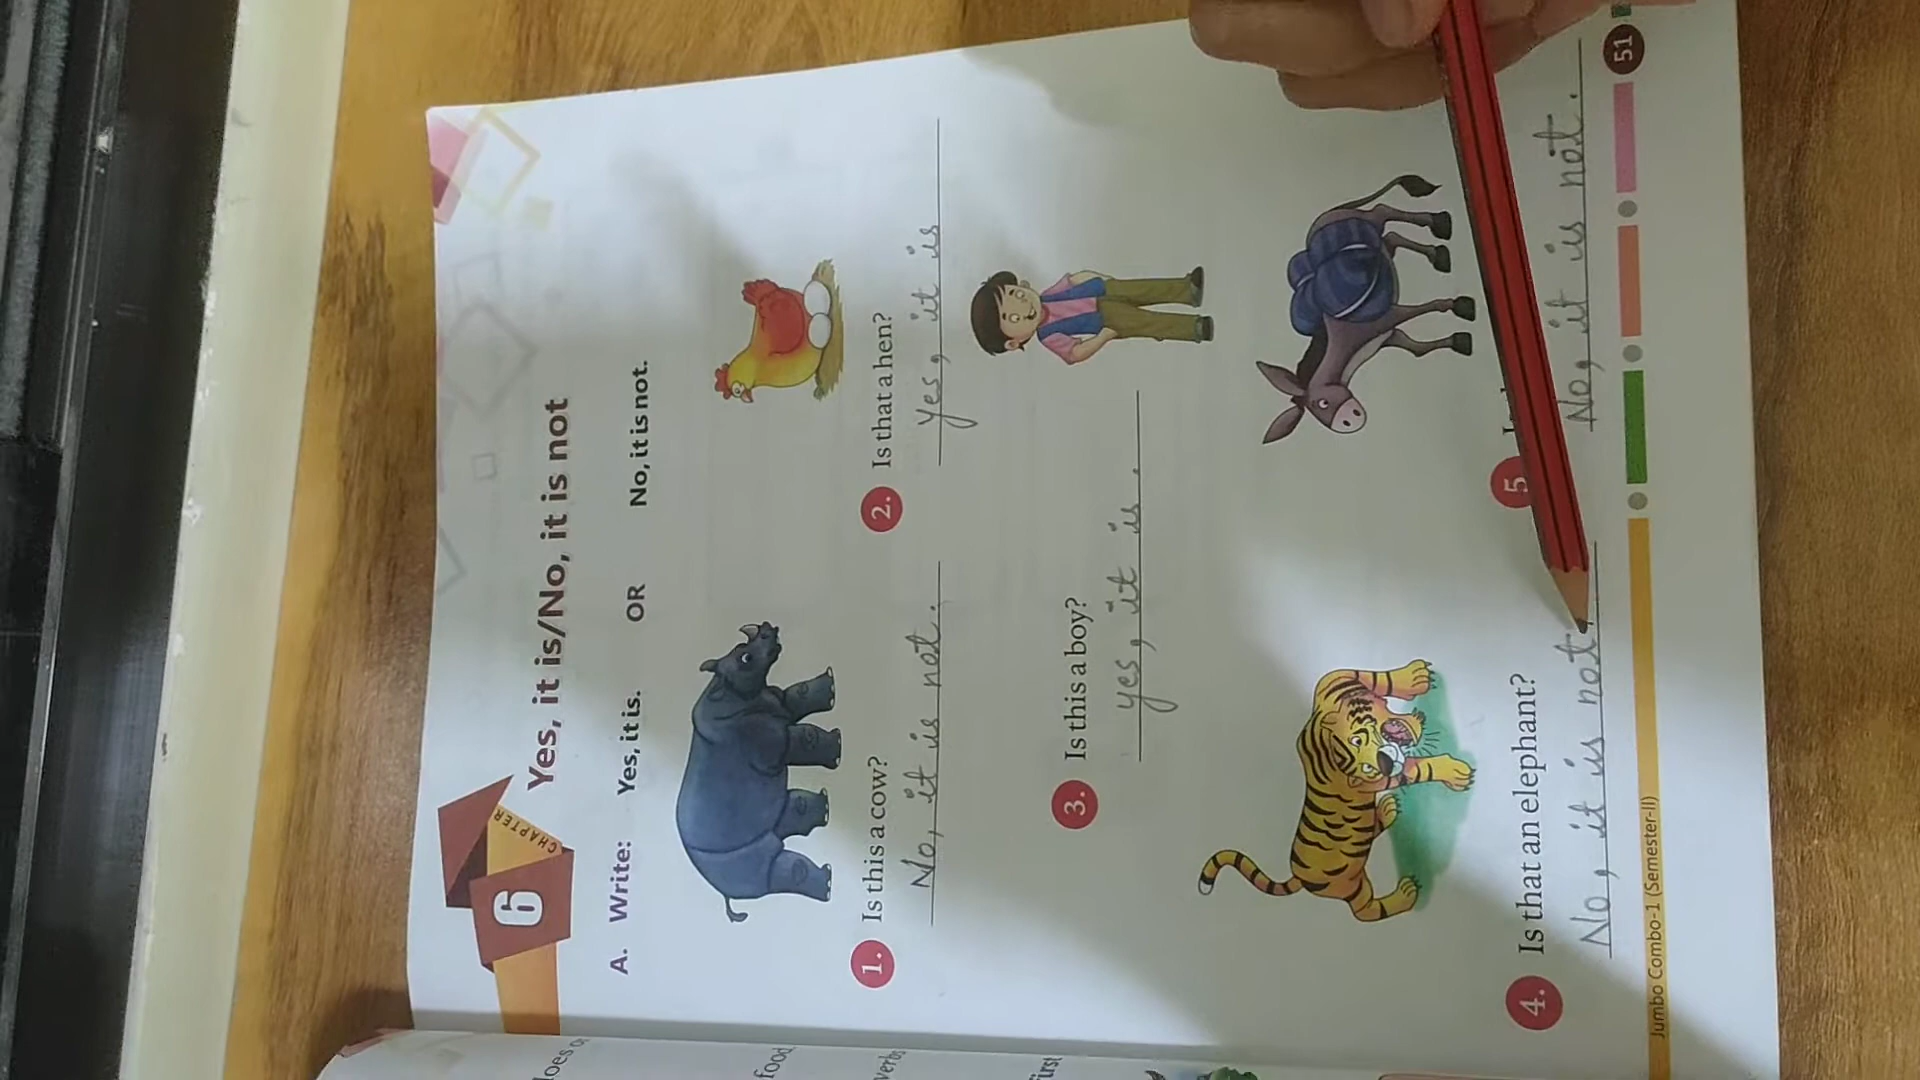 6
CHAPTER
Yes, it is/No, it is not
A. Write: Yes, it is. OR No, it is not.
1. Is this a cow?
No, it is not.
2. Is that a hen?
Yes, it is
3. Is this a boy?
yes, it is.
4. Is that an elephant?
No, it is not.
5.
No, it is not.
Jumbo Combo-1 (Semester-II)
51
food
verbs